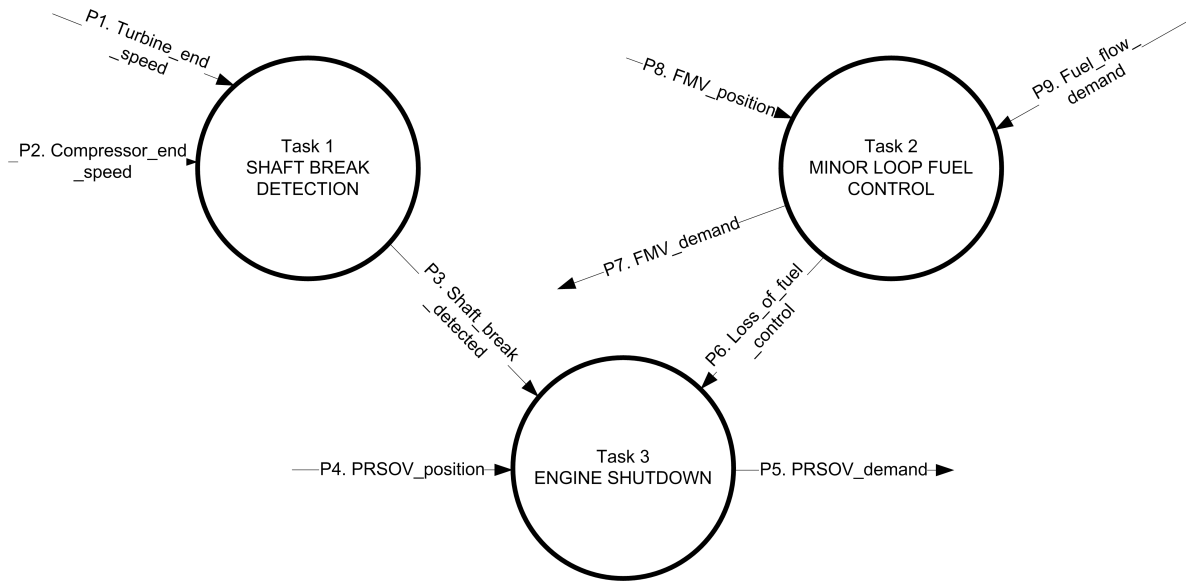 P1. Turbine_end
_speed
P2. Compressor_end
_speed
Task 1
SHAFT BREAK
DETECTION
P8. FMV_position
P9. Fuel_flow_
demand
Task 2
MINOR LOOP FUEL
CONTROL
P7. FMV_demand
P3. Shaft_break
_detected
P6. Loss_of_fuel
_control
P4. PRSOV_position
Task 3
ENGINE SHUTDOWN
P5. PRSOV_demand